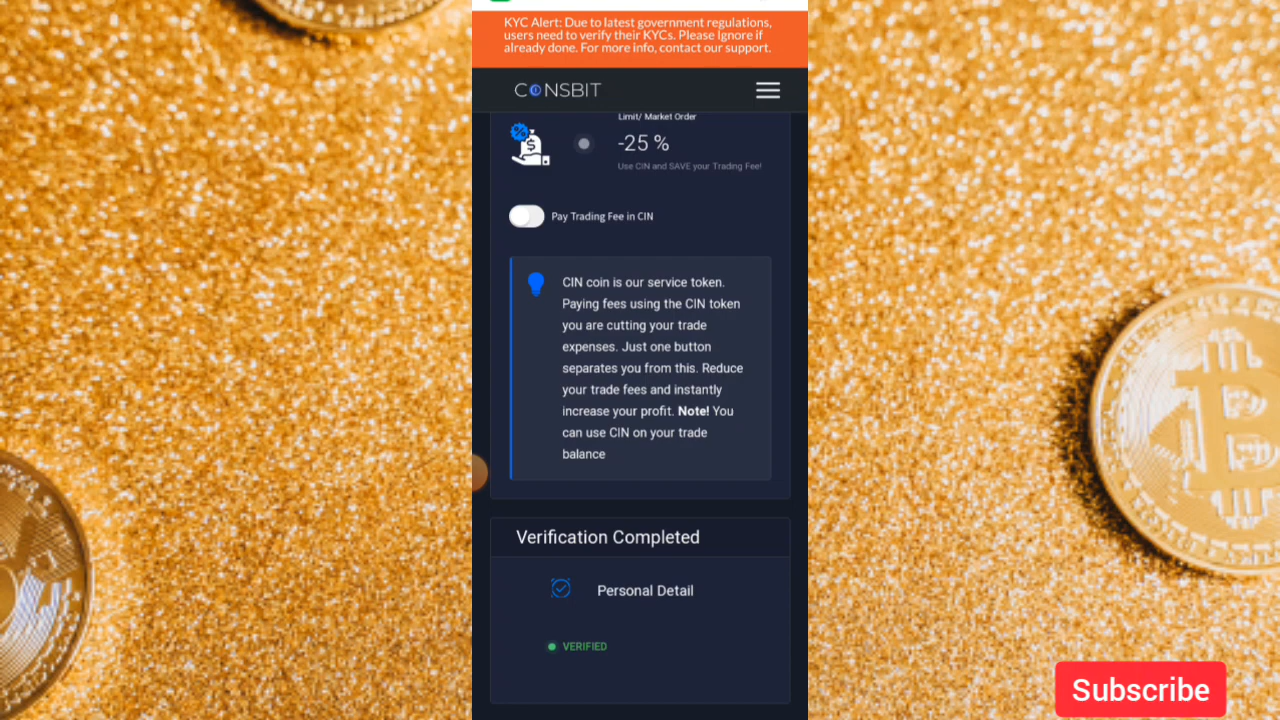 KYC Alert: Due to latest government regulations,
users need to verify their KYCs. Please Ignore if
already done. For more info, contact our support.
CONSBIT
Limit/ Market Order
-25 %
Use CIN and SAVE your Trading Fee!
Pay Trading Fee in CIN
CIN coin is our service token.
Paying fees using the CIN token
you are cutting your trade
expenses. Just one button
separates you from this. Reduce
your trade fees and instantly
increase your profit. Note! You
can use CIN on your trade
balance
Verification Completed
Personal Detail
VERIFIED
Subscribe